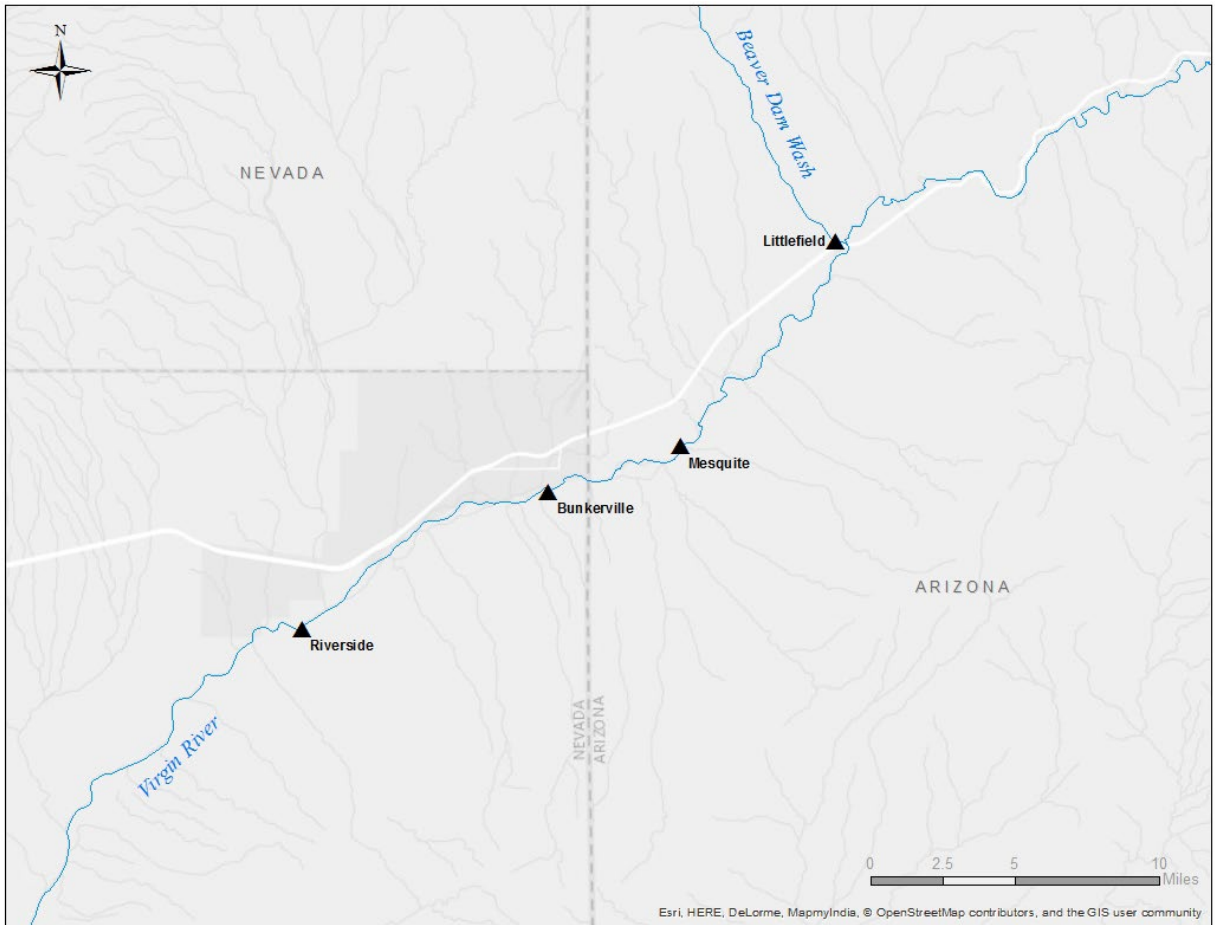 N
Beaver Dam Wash
NEVADA
Littlefield
Mesquite
Bunkerville
ARIZONA
Riverside
NEVADA
ARIZONA
Virgin River
0 2.5 5 10
Miles
Esri, HERE, DeLorme, MapmyIndia, © OpenStreetMap contributors, and the GIS user community